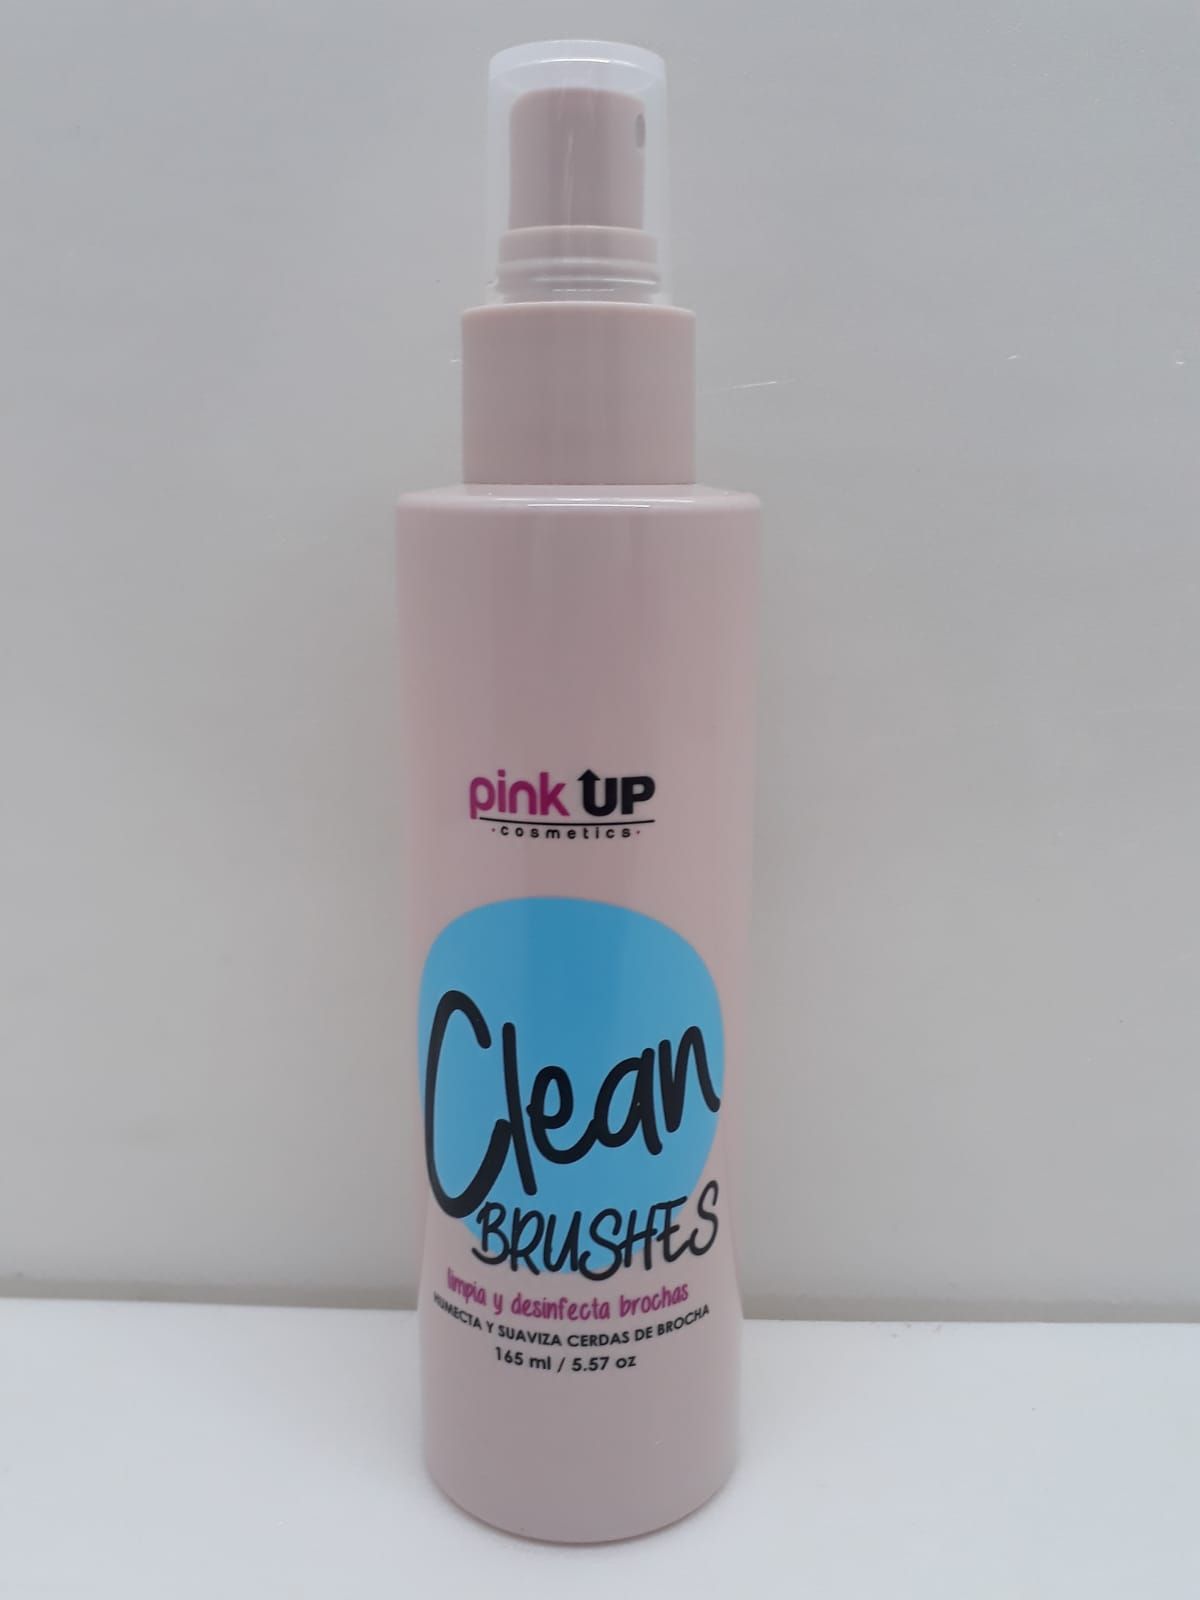 pink UP
·cosmetics·
Clean
BRUSHES
limpia y desinfecta brochas
HUMECTA Y SUAVIZA CERDAS DE BROCHA
165 ml / 5.57 oz